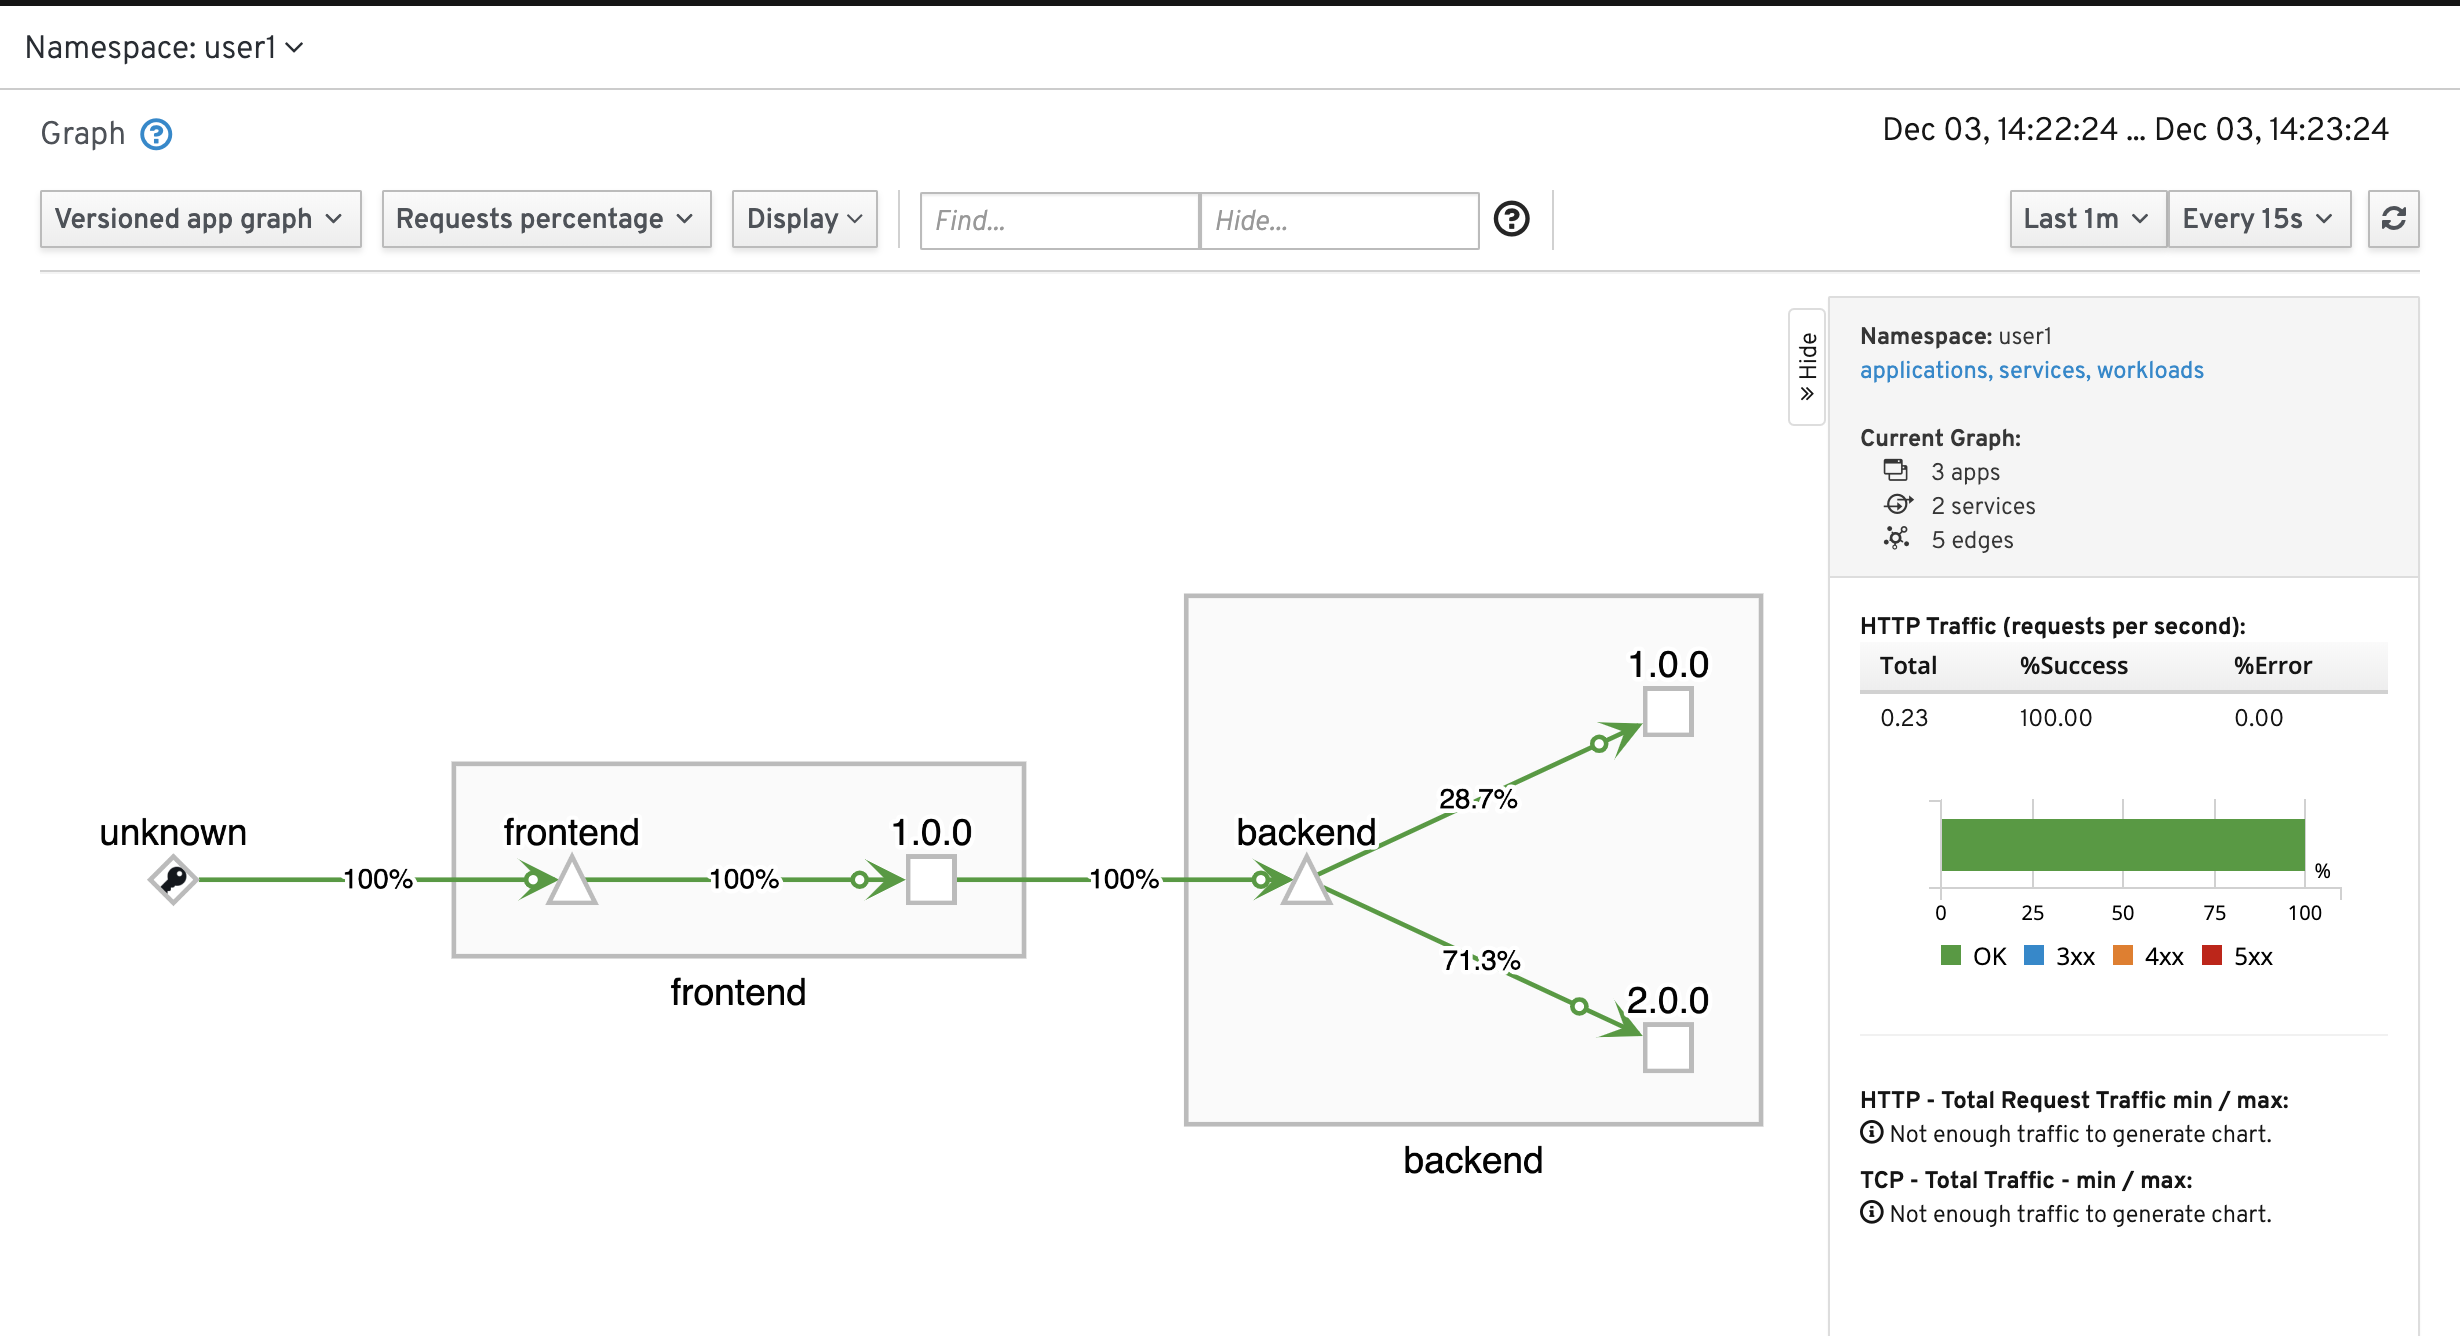 Namespace: user1
Graph
Dec 03, 14:22:24 ... Dec 03, 14:23:24
Versioned app graph
Requests percentage
Display
Find...
Hide...
Last 1m
Every 15s
Hide
Namespace: user1
applications, services, workloads
Current Graph:
3 apps
2 services
5 edges
HTTP Traffic (requests per second):
Total %Success %Error
0.23 100.00 0.00
%
0 25 50 75 100
OK 3xx 4xx 5xx
HTTP - Total Request Traffic min / max:
Not enough traffic to generate chart.
TCP - Total Traffic - min / max:
Not enough traffic to generate chart.
unknown
100%
frontend
100%
1.0.0
frontend
100%
backend
28.7%
1.0.0
71.3%
2.0.0
backend